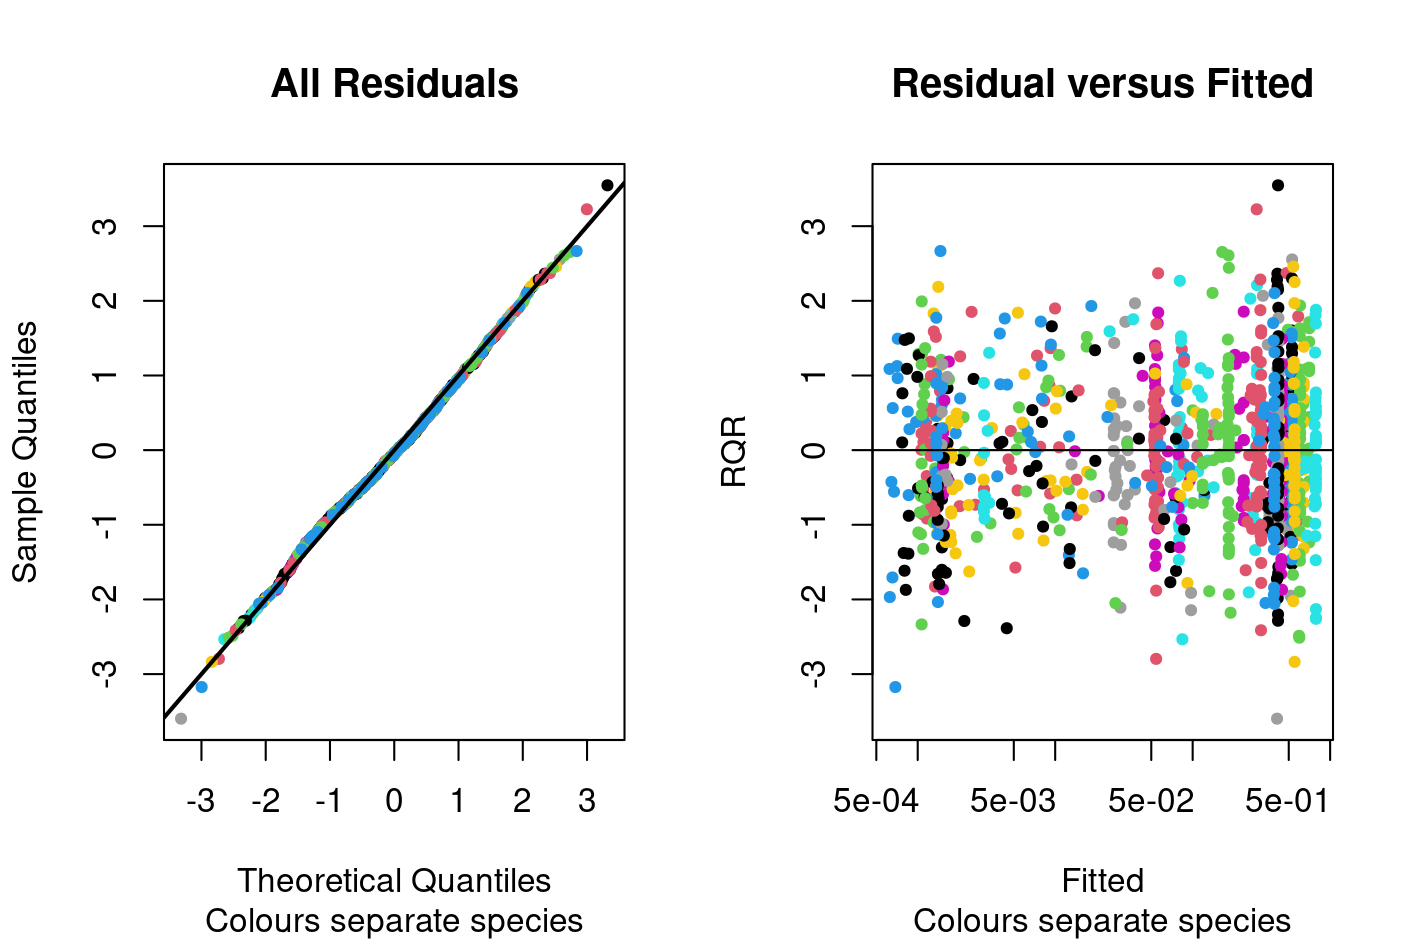 All Residuals
Sample Quantiles
3
2
1
0
-1
-2
-3
-3 -2 -1 0 1 2 3
Theoretical Quantiles
Colours separate species
Residual versus Fitted
RQR
3
2
1
0
-1
-2
-3
5e-04 5e-03 5e-02 5e-01
Fitted
Colours separate species